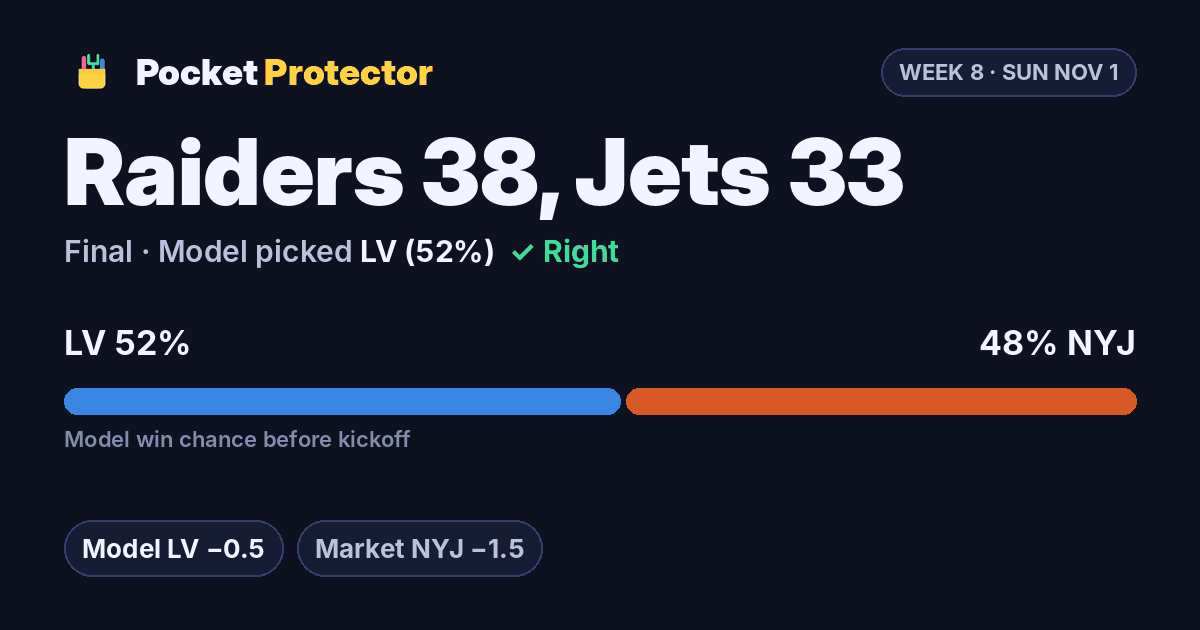 Pocket Protector
WEEK 8 · SUN NOV 1
Raiders 38, Jets 33
Final · Model picked LV (52%) ✓ Right
LV 52%
48% NYJ
Model win chance before kickoff
Model LV −0.5
Market NYJ −1.5